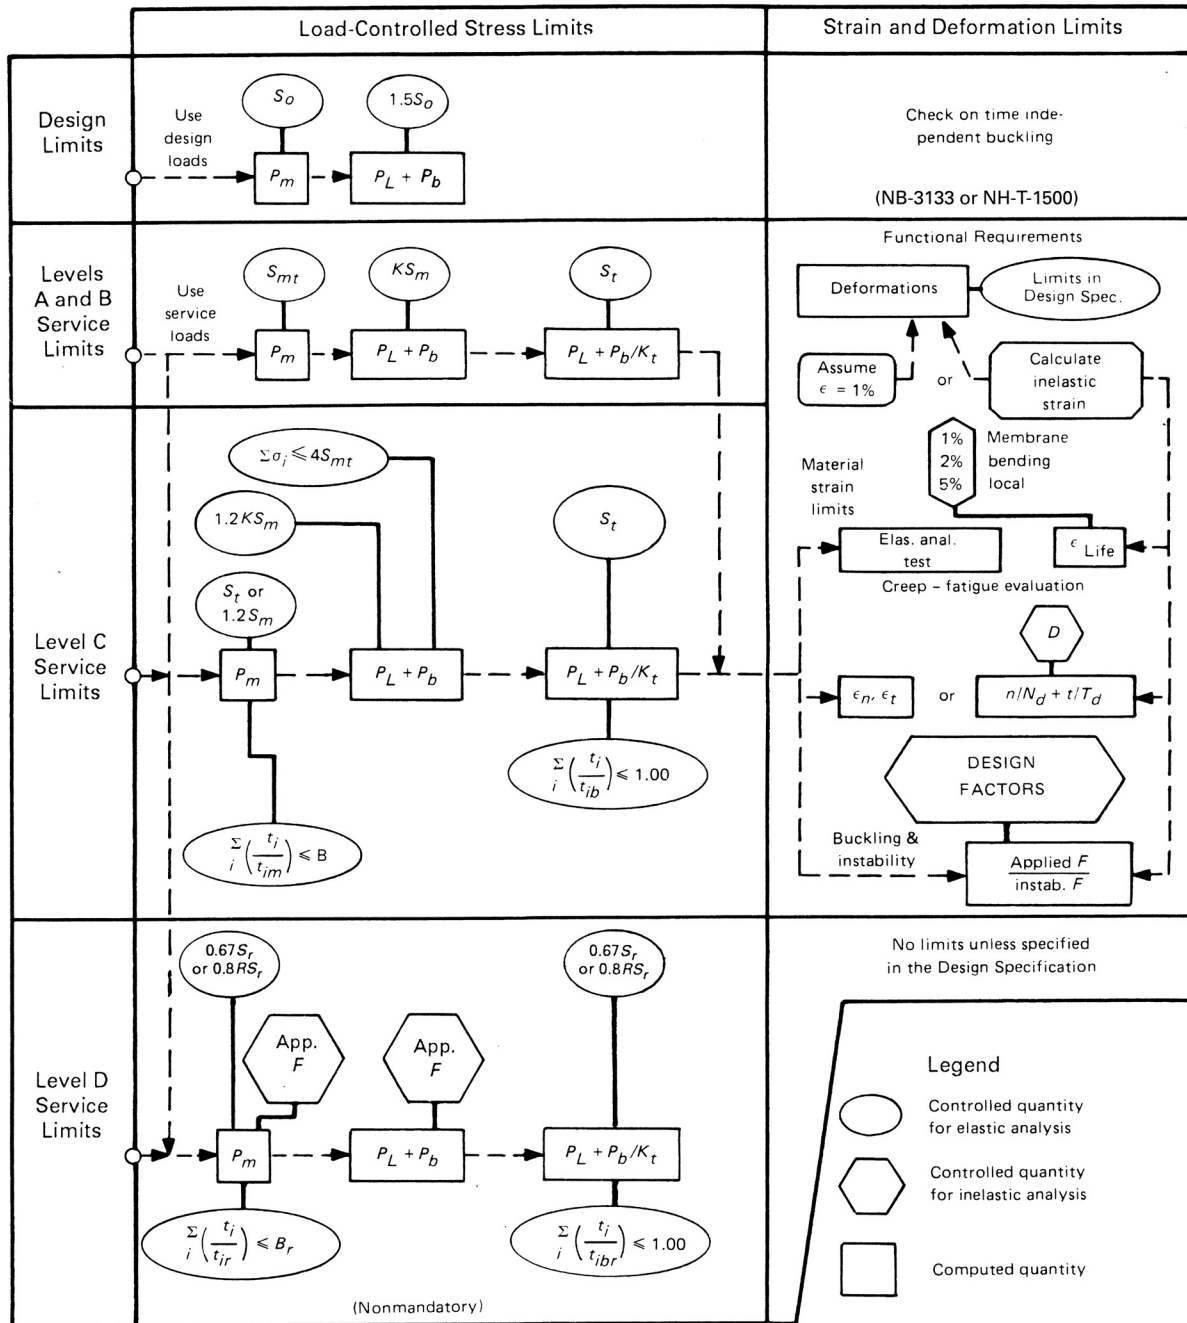 Load-Controlled Stress Limits
Strain and Deformation Limits
Design
Limits
Use
design
loads
S_o
1.5S_o
P_m
P_L + P_b
Check on time inde-
pendent buckling
(NB-3133 or NH-T-1500)
Levels
A and B
Service
Limits
Use
service
loads
S_mt
KS_m
S_t
P_m
P_L + P_b
P_L + P_b/K_t
Functional Requirements
Deformations
Limits in
Design Spec.
Assume
ϵ = 1%
or
Calculate
inelastic
strain
1% Membrane
2% bending
5% local
Material
strain
limits
Elas. anal.
test
ϵ Life
Creep – fatigue evaluation
D
ϵ_n, ϵ_t
or
n/N_d + t/T_d
DESIGN
FACTORS
Buckling &
instability
Applied F
instab. F
Level C
Service
Limits
Σσ_i ⩽ 4S_mt
1.2KS_m
S_t
S_t or
1.2S_m
P_m
P_L + P_b
P_L + P_b/K_t
Σ_i (t_i/t_ib) ⩽ 1.00
Σ_i (t_i/t_im) ⩽ B
Level D
Service
Limits
0.67S_r
or 0.8RS_r
0.67S_r
or 0.8RS_r
App.
F
App.
F
P_m
P_L + P_b
P_L + P_b/K_t
Σ_i (t_i/t_ir) ⩽ B_r
Σ_i (t_i/t_ibr) ⩽ 1.00
(Nonmandatory)
No limits unless specified
in the Design Specification
Legend
Controlled quantity
for elastic analysis
Controlled quantity
for inelastic analysis
Computed quantity